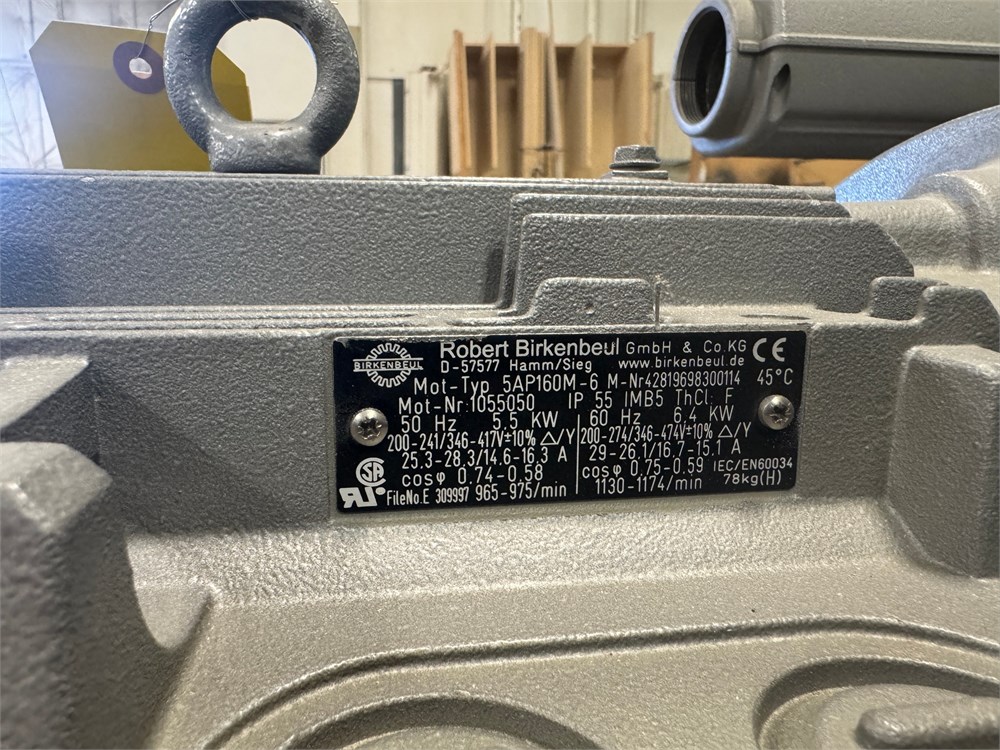 BIRKENBEUL
Robert Birkenbeul GmbH & Co.KG CE
D-57577 Hamm/Sieg www.birkenbeul.de
Mot-Typ 5AP160M-6 M-Nr42819698300114 45°C
Mot-Nr.1055050 IP 55 IMB5 ThCl. F
50 Hz 5.5 KW 60 Hz 6,4 KW
200-241/346-417V±10% △/Y 200-274/346-474V±10% △/Y
25.3-28.3/14.6-16.3 A 29-26.1/16.7-15.1 A
cosφ 0.74-0.58 cosφ 0.75-0.59 IEC/EN60034
FileNo.E 309997 965-975/min 1130-1174/min 78kg(H)